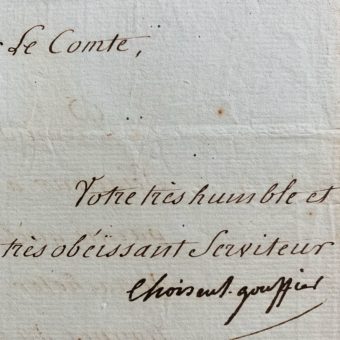 Le Comte,
Votre très humble et
très obéissant Serviteur
Choiseul-gouffier